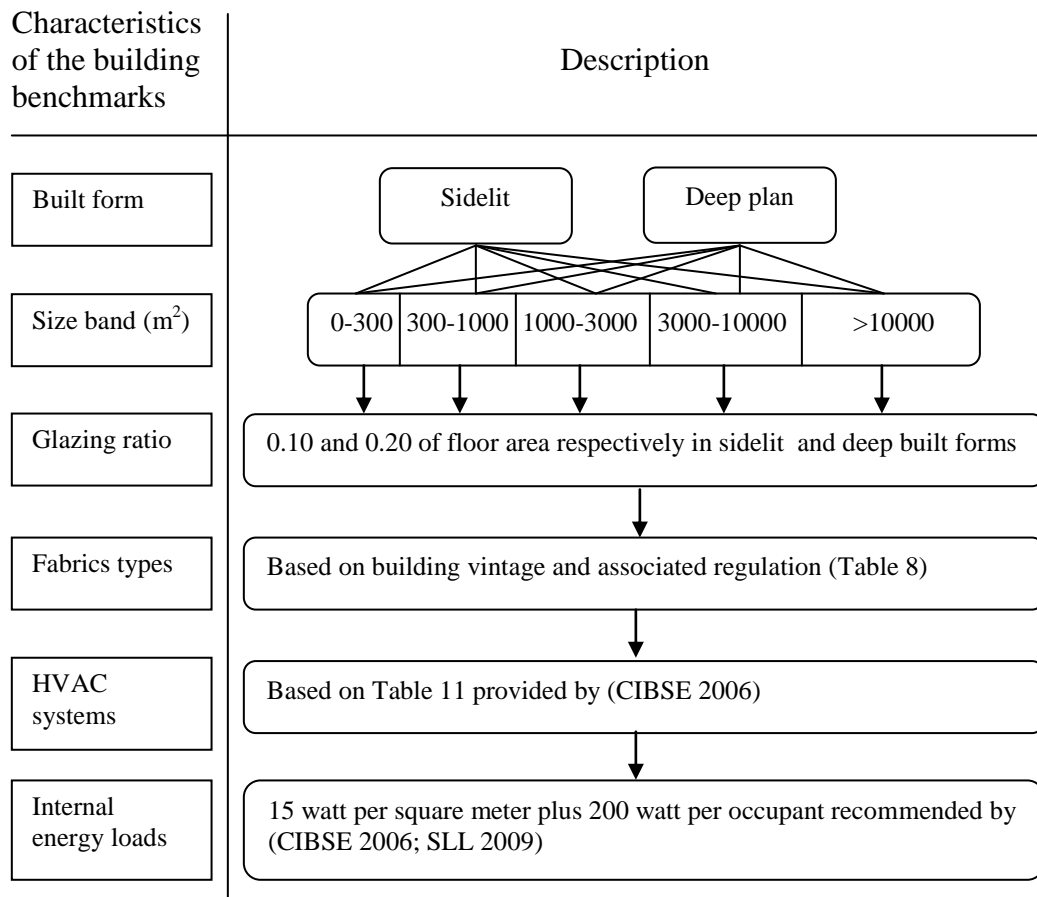 Characteristics
of the building
benchmarks
Description
Built form
Sidelit
Deep plan
Size band (m²)
0-300
300-1000
1000-3000
3000-10000
>10000
Glazing ratio
0.10 and 0.20 of floor area respectively in sidelit and deep built forms
Fabrics types
Based on building vintage and associated regulation (Table 8)
HVAC
systems
Based on Table 11 provided by (CIBSE 2006)
Internal
energy loads
15 watt per square meter plus 200 watt per occupant recommended by
(CIBSE 2006; SLL 2009)